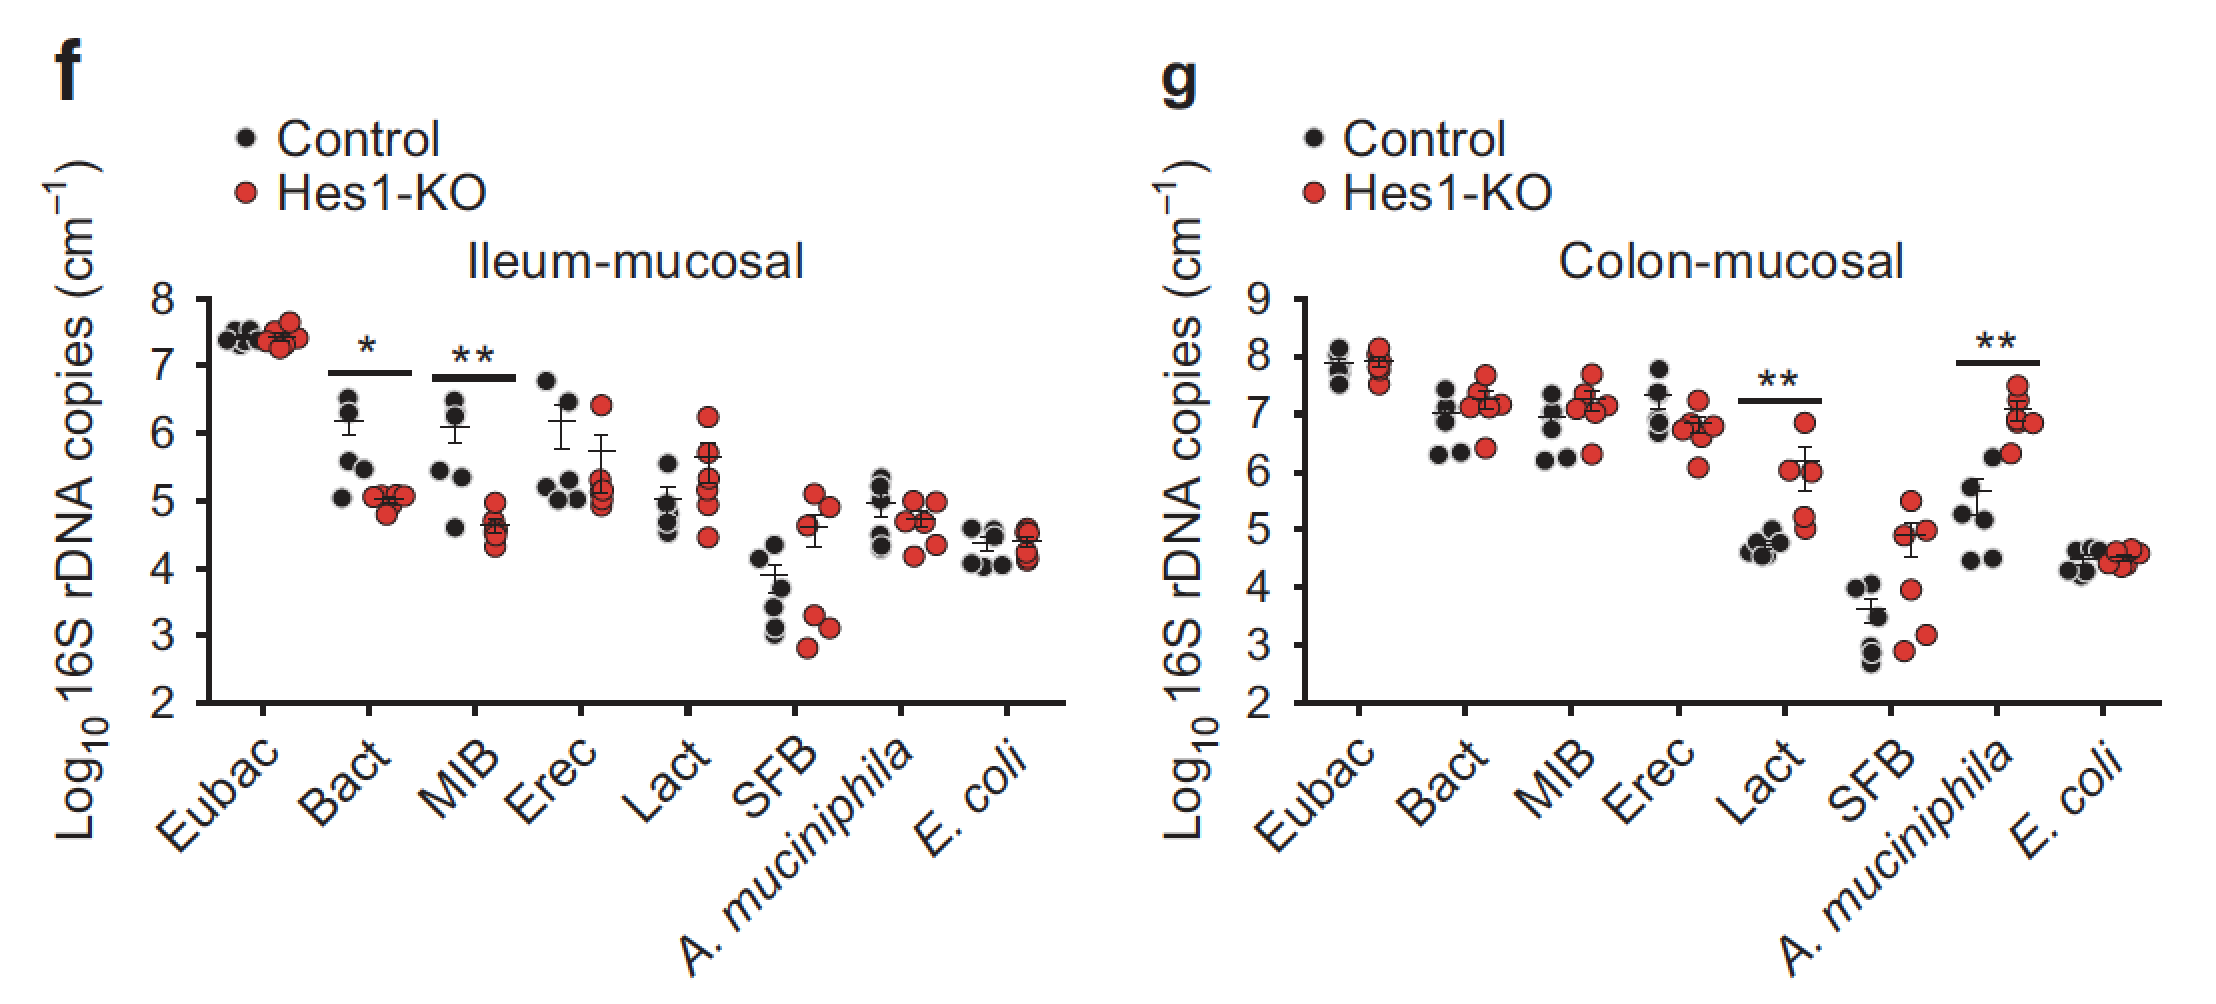 f
Control
Hes1-KO
Ileum-mucosal
Log10 16S rDNA copies (cm−1)
8
7
6
5
4
3
2
*
**
Eubac
Bact
MIB
Erec
Lact
SFB
A. muciniphila
E. coli
g
Control
Hes1-KO
Colon-mucosal
Log10 16S rDNA copies (cm−1)
9
8
7
6
5
4
3
2
**
**
Eubac
Bact
MIB
Erec
Lact
SFB
A. muciniphila
E. coli